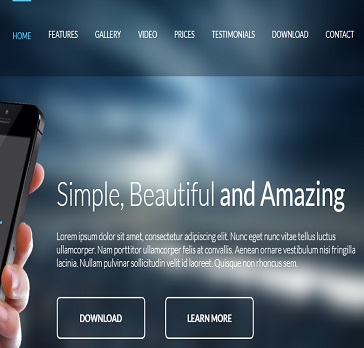 HOME FEATURES GALLERY VIDEO PRICES TESTIMONIALS DOWNLOAD CONTACT
Simple, Beautiful and Amazing
Lorem ipsum dolor sit amet, consectetur adipiscing elit. Nunc eget nunc vitae tellus luctus
ullamcorper. Nam porttitor ullamcorper felis at convallis. Aenean ornare vestibulum nisi fringilla
lacinia. Nullam pulvinar sollicitudin velit id laoreet. Quisque non rhoncus sem.
DOWNLOAD LEARN MORE